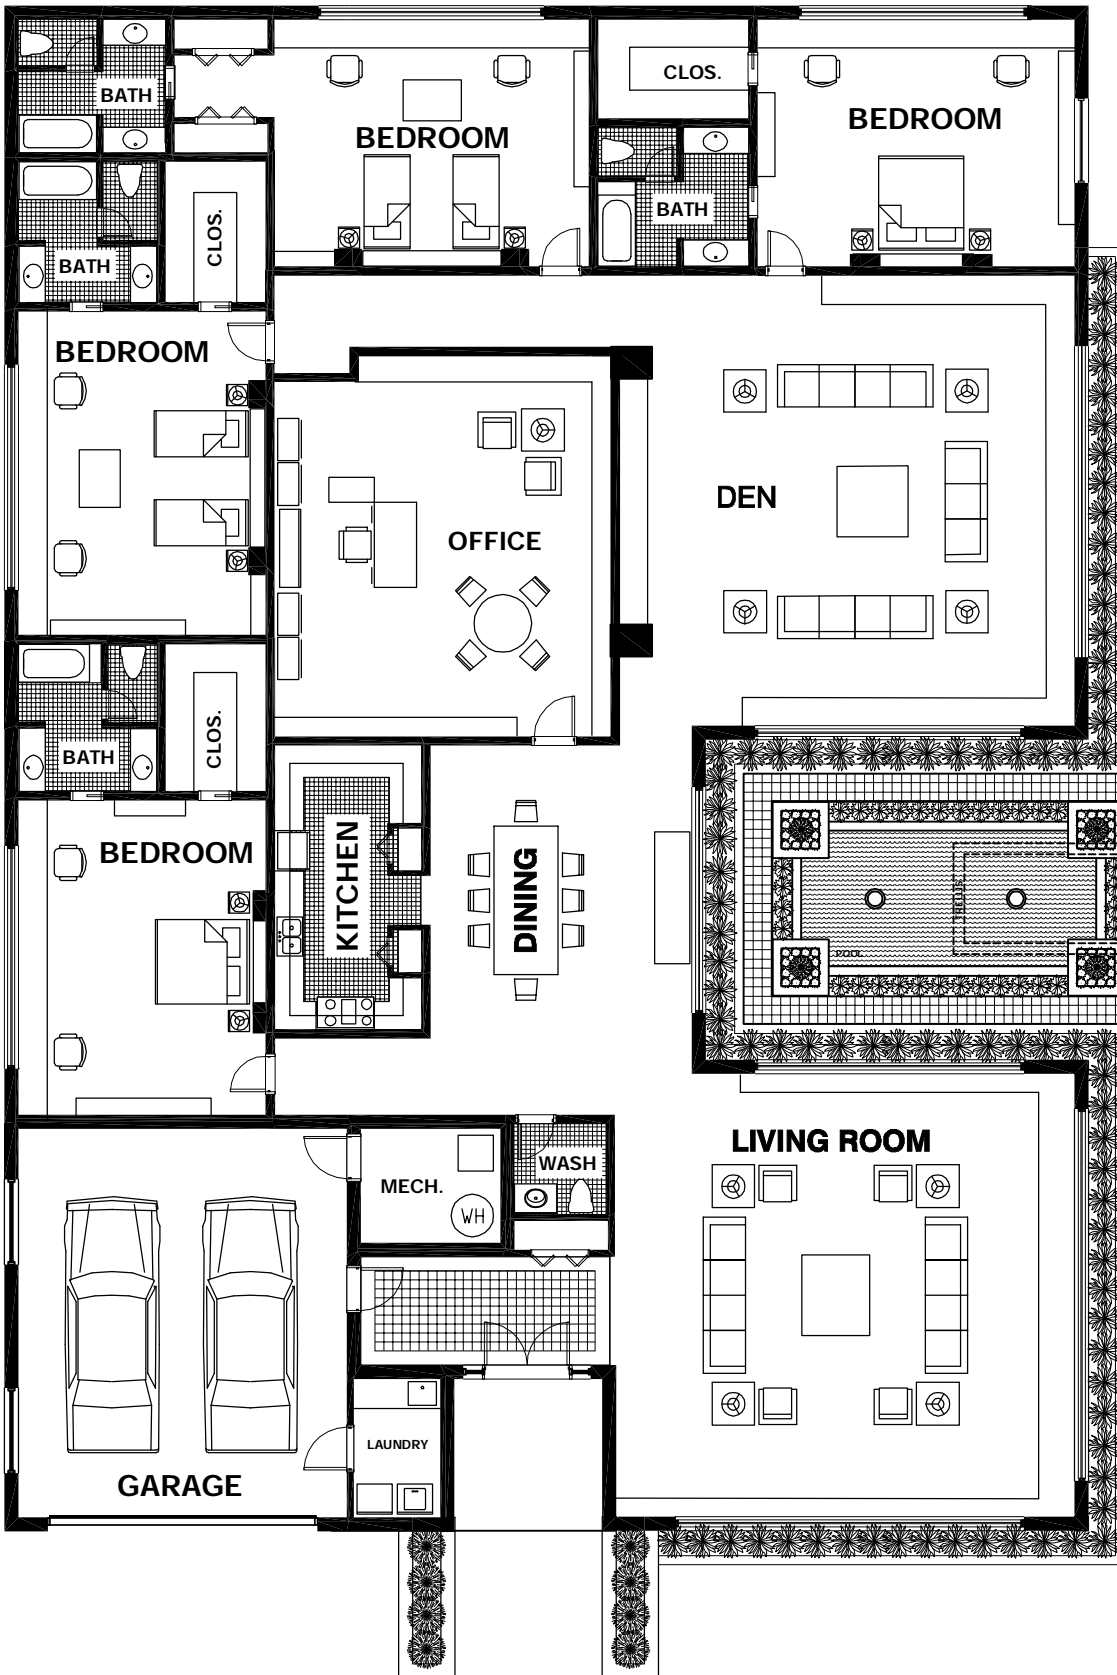 BATH
CLOS.
BEDROOM
BEDROOM
BATH
CLOS.
BATH
BEDROOM
DEN
OFFICE
BATH
CLOS.
BEDROOM
KITCHEN
DINING
TRELLIS
POOL
LIVING ROOM
WASH
MECH.
WH
LAUNDRY
GARAGE